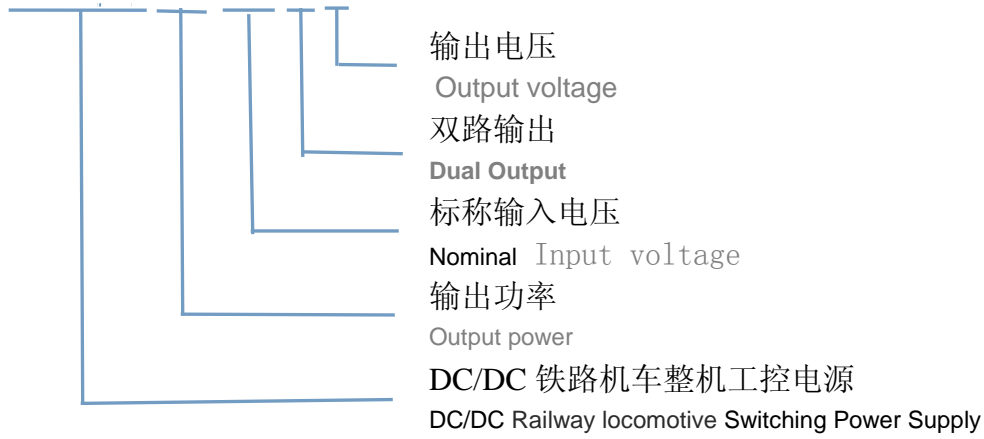 输出电压
Output voltage
双路输出
Dual Output
标称输入电压
Nominal Input voltage
输出功率
Output power
DC/DC 铁路机车整机工控电源
DC/DC Railway locomotive Switching Power Supply